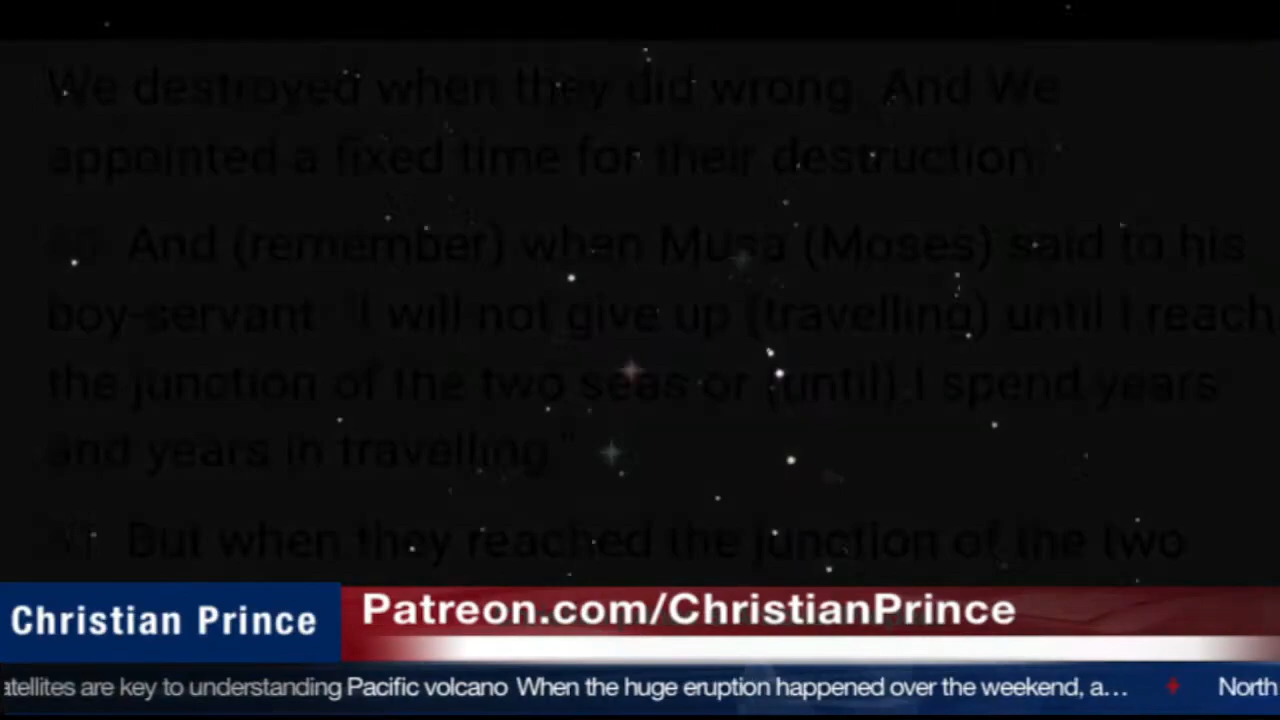 We destroyed when they did wrong. And We
appointed a fixed time for their destruction.
And (remember) when Musa (Moses) said to his
boy-servant: "I will not give up (travelling) until I reach
the junction of the two seas or (until) I spend years
and years in travelling."
But when they reached the junction of the two
Christian Prince
Patreon.com/ChristianPrince
atellites are key to understanding Pacific volcano When the huge eruption happened over the weekend, a… North